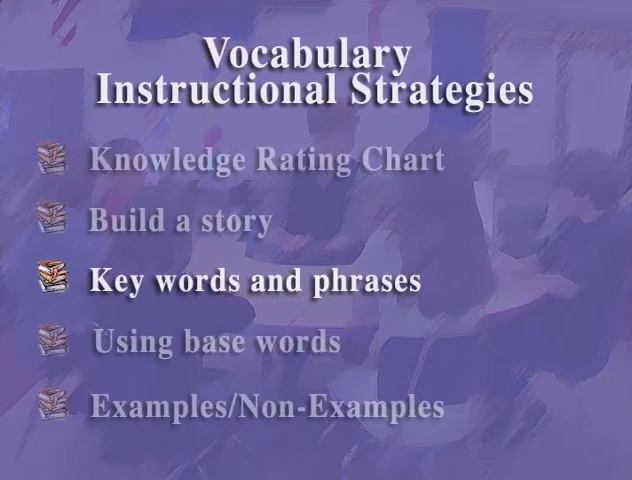 Vocabulary
Instructional Strategies
Knowledge Rating Chart
Build a story
Key words and phrases
Using base words
Examples/Non-Examples